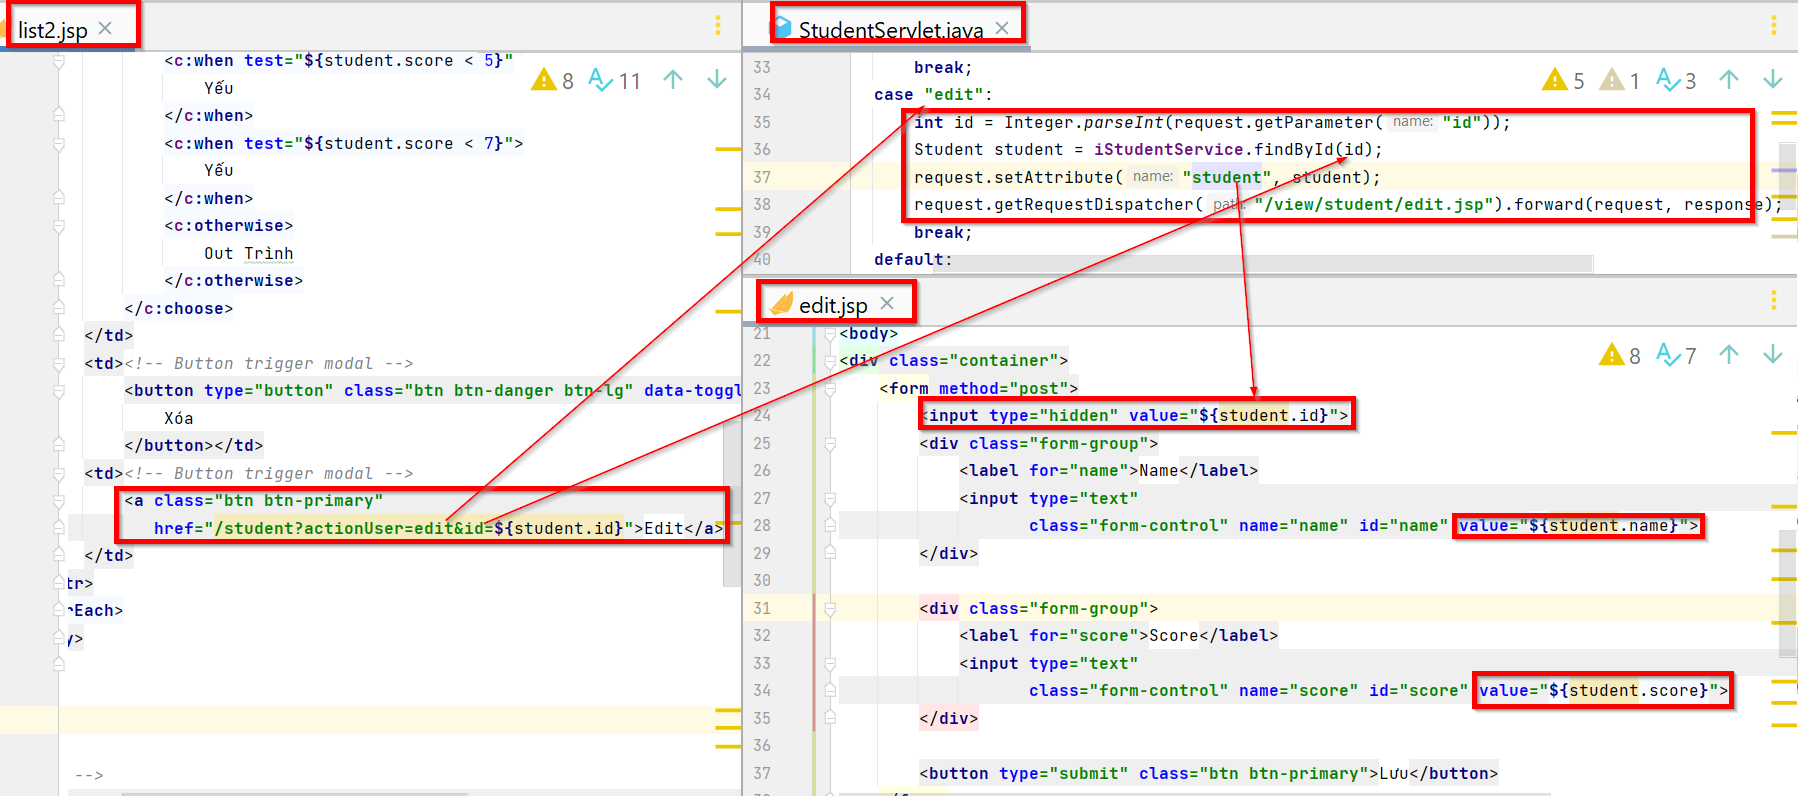 list2.jsp
8 11
<c:when test="${student.score < 5}"
Yếu
</c:when>
<c:when test="${student.score < 7}">
Yếu
</c:when>
<c:otherwise>
Out Trình
</c:otherwise>
</c:choose>
</td>
<td><!-- Button trigger modal -->
<button type="button" class="btn btn-danger btn-lg" data-toggl
Xóa
</button></td>
<td><!-- Button trigger modal -->
<a class="btn btn-primary"
href="/student?actionUser=edit&id=${student.id}">Edit</a>
</td>
tr>
rEach>
y>
-->
StudentServlet.java
5 1 3
33 break;
34 case "edit":
35 int id = Integer.parseInt(request.getParameter( name: "id"));
36 Student student = iStudentService.findById(id);
37 request.setAttribute( name: "student", student);
38 request.getRequestDispatcher( path: "/view/student/edit.jsp").forward(request, response);
39 break;
40 default:
edit.jsp
8 7
21 <body>
22 <div class="container">
23 <form method="post">
24 <input type="hidden" value="${student.id}">
25 <div class="form-group">
26 <label for="name">Name</label>
27 <input type="text"
28 class="form-control" name="name" id="name" value="${student.name}">
29 </div>
30
31 <div class="form-group">
32 <label for="score">Score</label>
33 <input type="text"
34 class="form-control" name="score" id="score" value="${student.score}">
35 </div>
36
37 <button type="submit" class="btn btn-primary">Lưu</button>